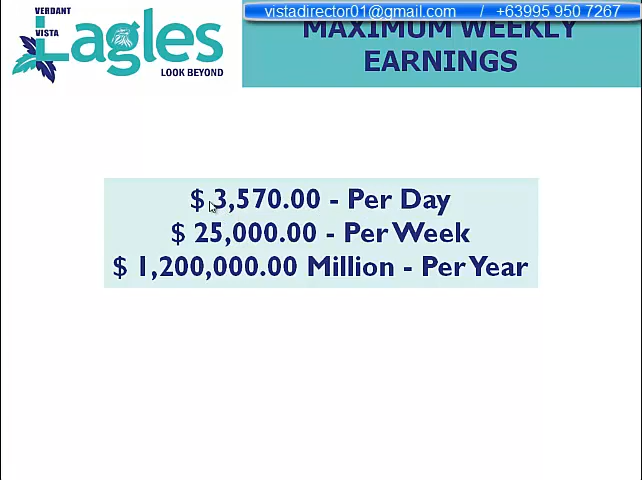 VERDANT
VISTA
Eagles
LOOK BEYOND
vistadirector01@gmail.com / +63995 950 7267
MAXIMUM WEEKLY
EARNINGS
$ 3,570.00 - Per Day
$ 25,000.00 - Per Week
$ 1,200,000.00 Million - Per Year